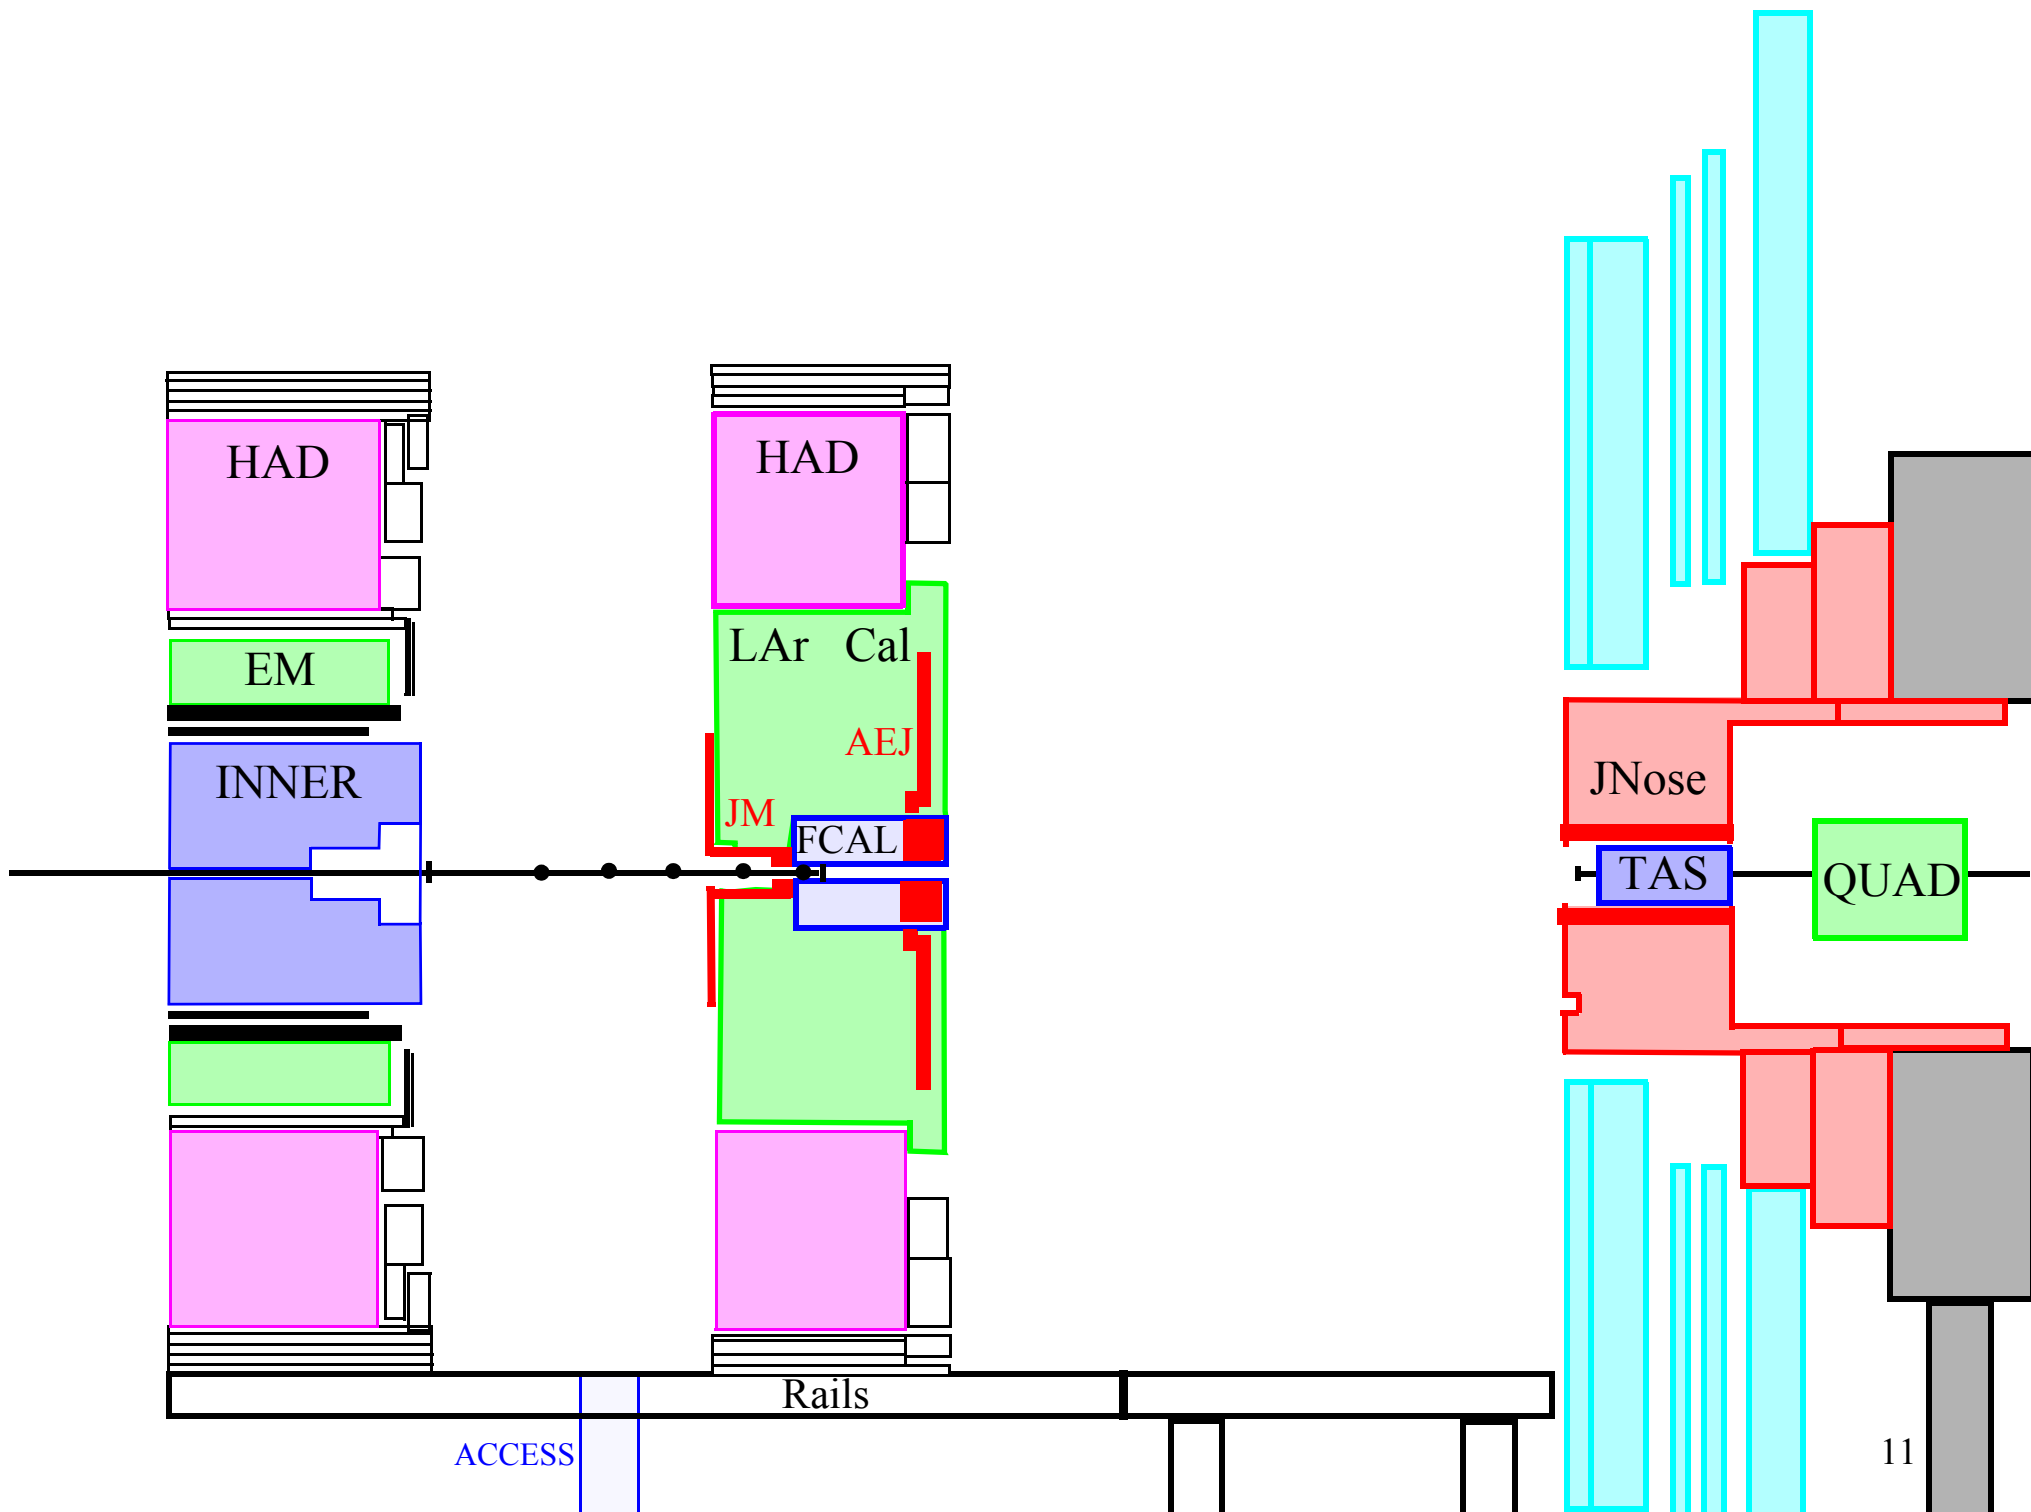 HAD
HAD
EM
LAr Cal
AEJ
INNER
JM
JNose
FCAL
TAS
QUAD
Rails
ACCESS
11